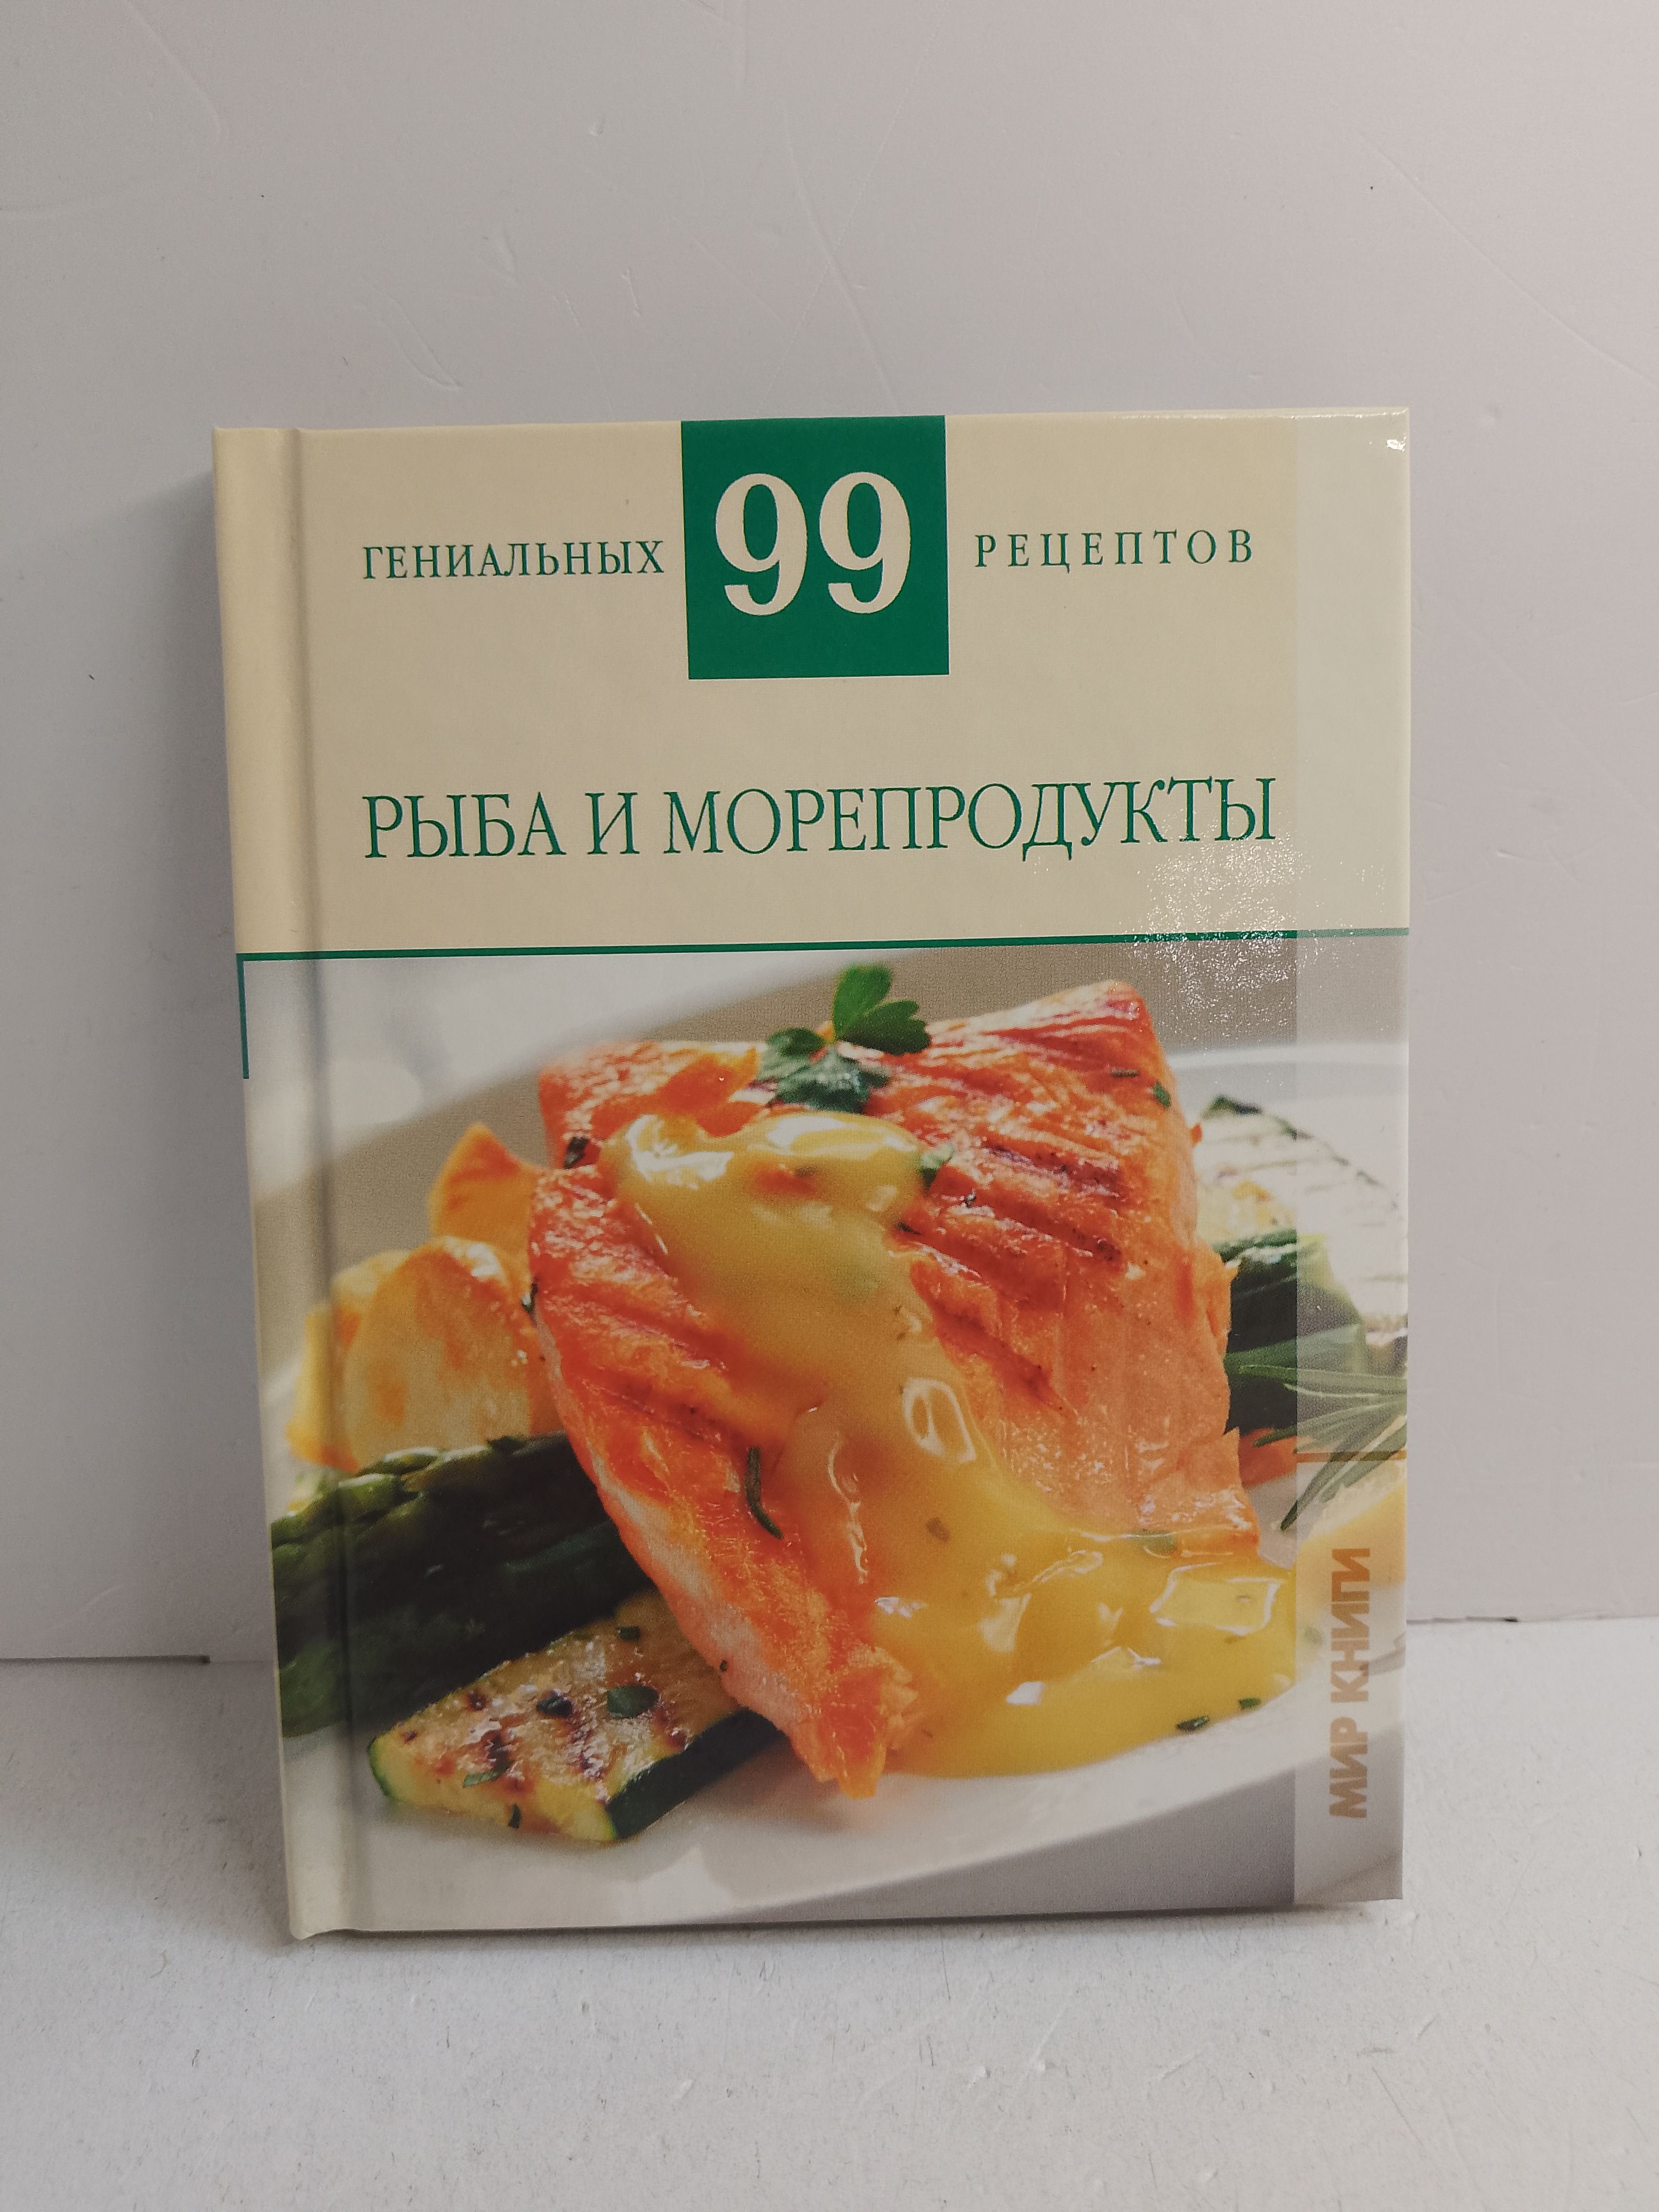 ГЕНИАЛЬНЫХ 99 РЕЦЕПТОВ
РЫБА И МОРЕПРОДУКТЫ
МИР КНИГИ